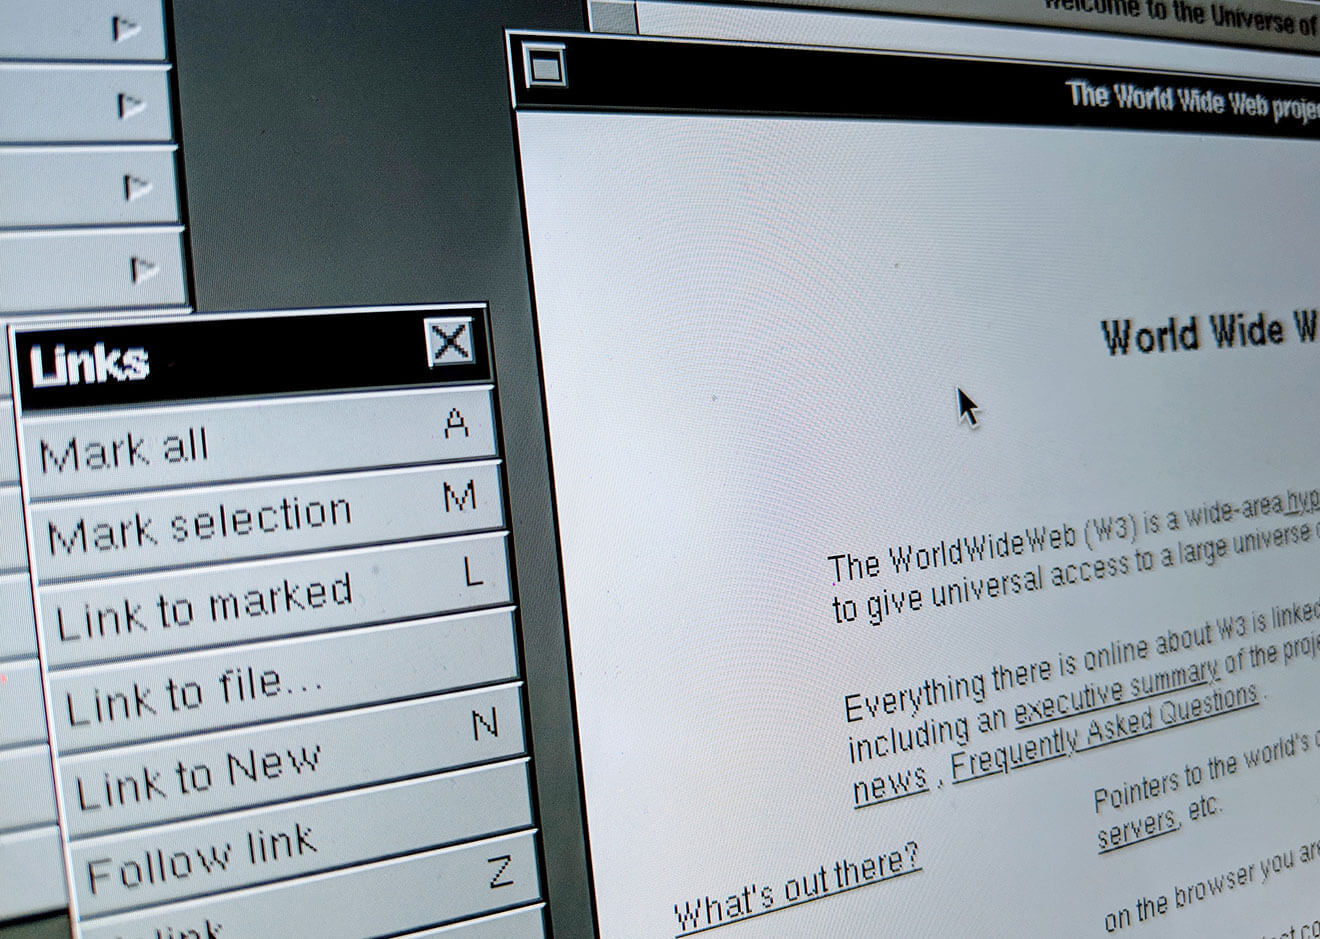 Welcome to the Universe of
The World Wide Web
Links
Mark all A
Mark selection M
Link to marked L
Link to file...
Link to New N
Follow link
Z
link
World Wide
The WorldWideWeb (W3) is a wide-area
to give universal access to a large universe
Everything there is online about W3 is linked
including an executive summary of the
news , Frequently Asked Questions .
What's out there?
Pointers to the world's
servers, etc.
on the browser you are